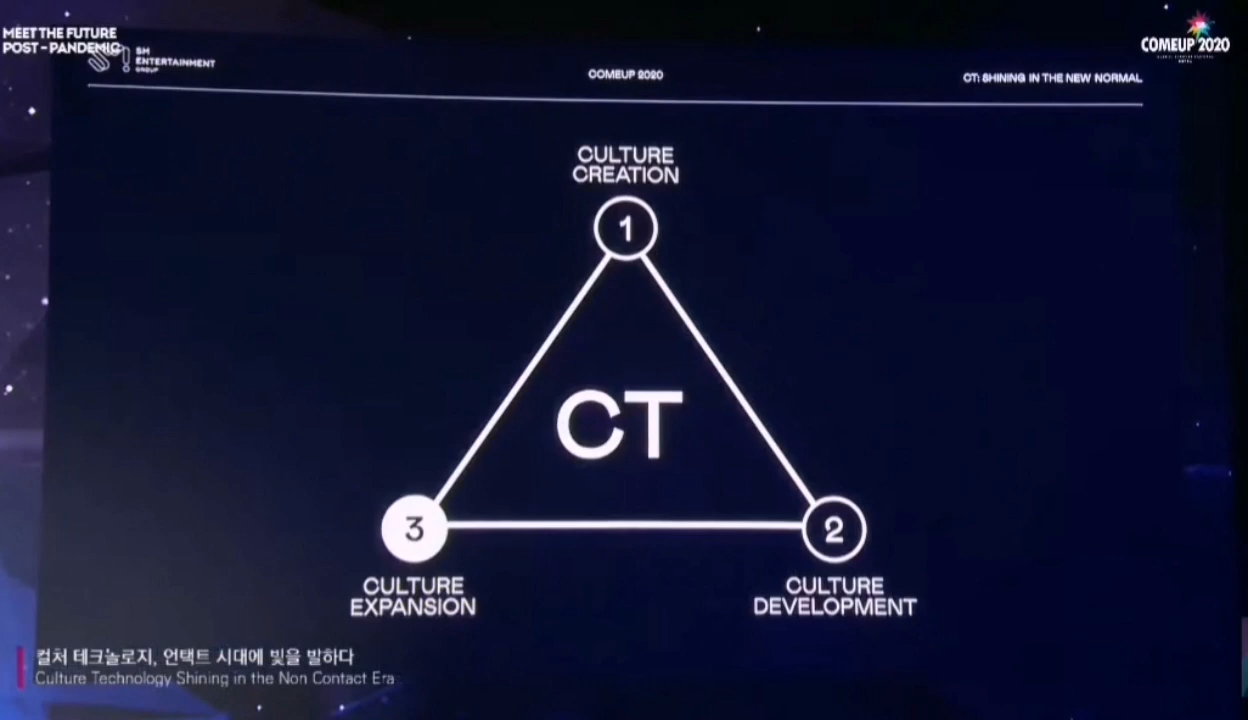 MEET THE FUTURE
POST-PANDEMIC
SM
ENTERTAINMENT
GROUP
COMEUP 2020
CT: SHINING IN THE NEW NORMAL
COMEUP 2020
CULTURE
CREATION
1
CT
3
2
CULTURE
EXPANSION
CULTURE
DEVELOPMENT
컬처 테크놀로지, 언택트 시대에 빛을 발하다
Culture Technology Shining in the Non Contact Era